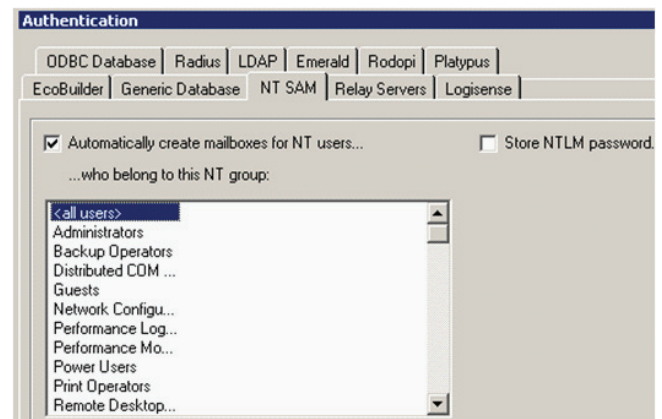 Authentication
ODBC Database Radius LDAP Emerald Rodopi Platypus
EcoBuilder Generic Database NT SAM Relay Servers Logisense
Automatically create mailboxes for NT users... Store NTLM password.
...who belong to this NT group:
<all users>
Administrators
Backup Operators
Distributed COM ...
Guests
Network Configu...
Performance Log...
Performance Mo...
Power Users
Print Operators
Remote Desktop...